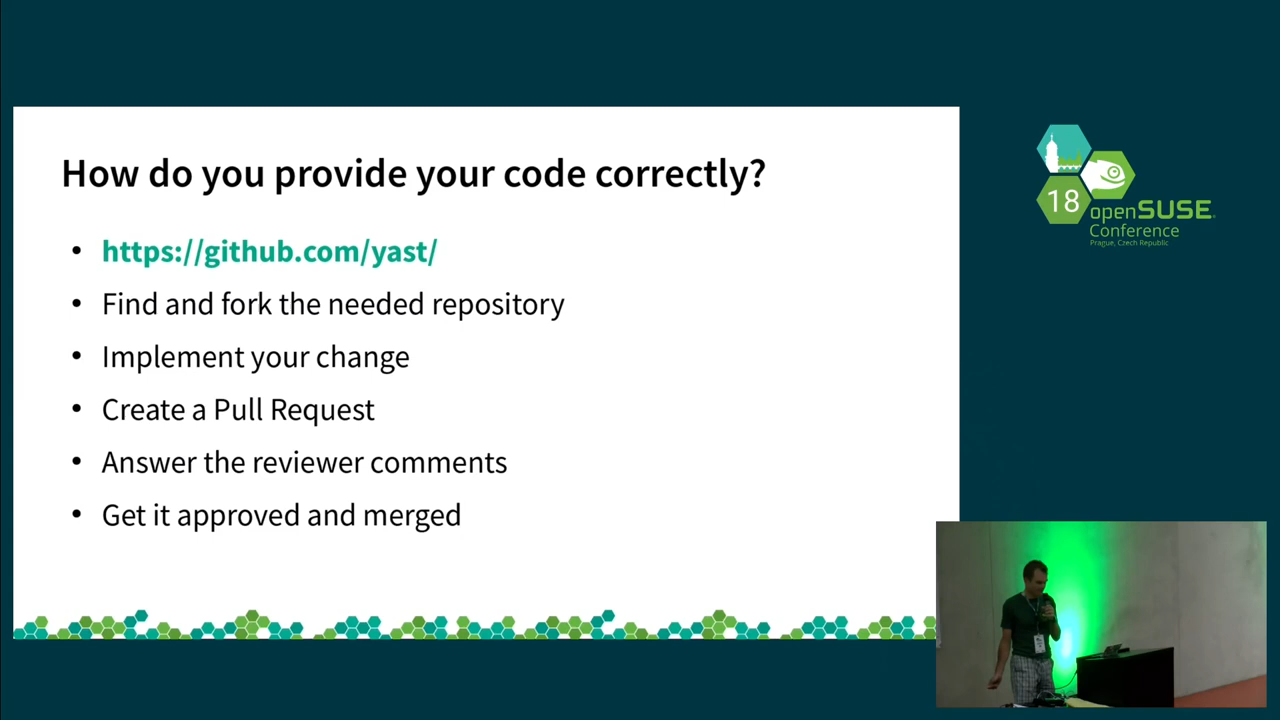 How do you provide your code correctly?
• https://github.com/yast/
• Find and fork the needed repository
• Implement your change
• Create a Pull Request
• Answer the reviewer comments
• Get it approved and merged
18
openSUSE
Conference
Prague, Czech Republic